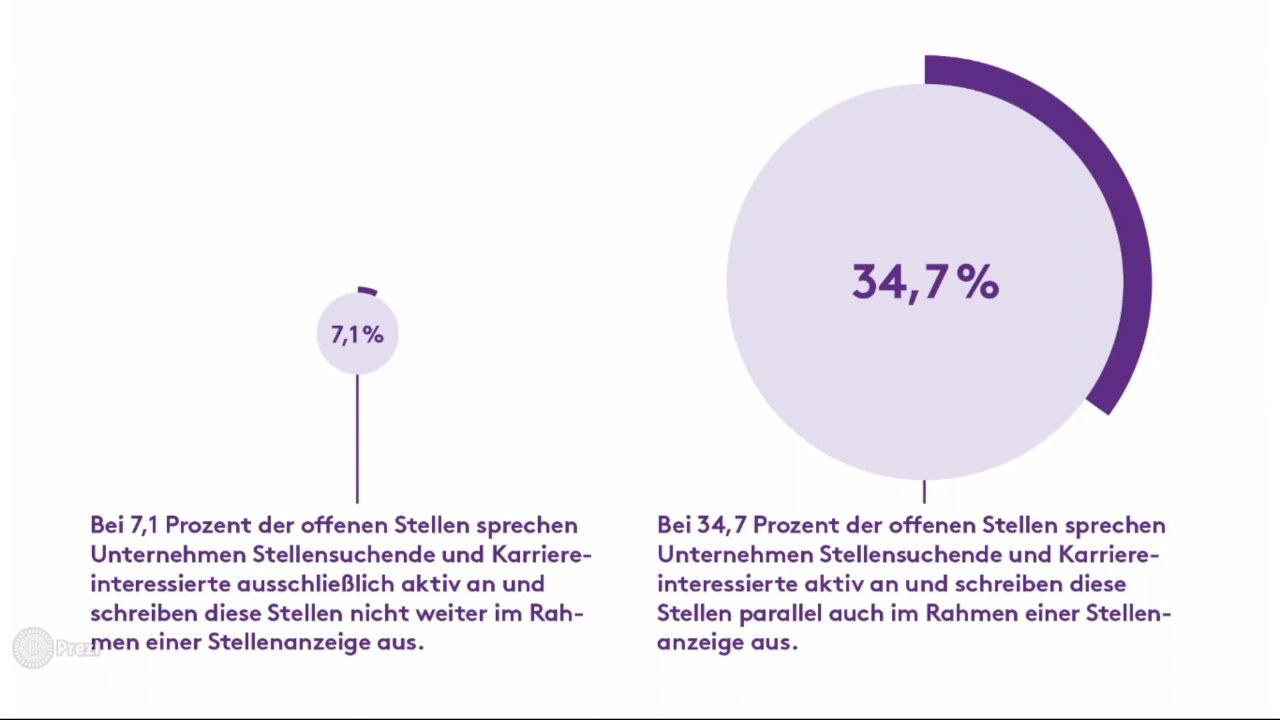 7,1 %
34,7 %
Bei 7,1 Prozent der offenen Stellen sprechen
Unternehmen Stellensuchende und Karriere-
interessierte ausschließlich aktiv an und
schreiben diese Stellen nicht weiter im Rah-
men einer Stellenanzeige aus.
Bei 34,7 Prozent der offenen Stellen sprechen
Unternehmen Stellensuchende und Karriere-
interessierte aktiv an und schreiben diese
Stellen parallel auch im Rahmen einer Stellen-
anzeige aus.
Prezi